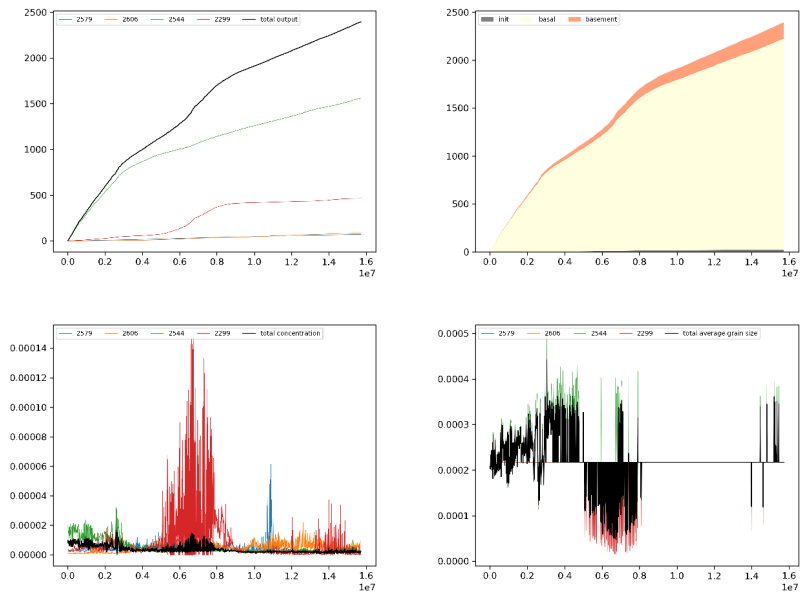 2500
2000
1500
1000
500
0
2579 2606 2544 2299 total output
0.0 0.2 0.4 0.6 0.8 1.0 1.2 1.4 1.6
1e7
2500
2000
1500
1000
500
0
init basal basement
0.0 0.2 0.4 0.6 0.8 1.0 1.2 1.4 1.6
1e7
0.00014
0.00012
0.00010
0.00008
0.00006
0.00004
0.00002
0.00000
2579 2606 2544 2299 total concentration
0.0 0.2 0.4 0.6 0.8 1.0 1.2 1.4 1.6
1e7
0.0005
0.0004
0.0003
0.0002
0.0001
0.0000
2579 2606 2544 2299 total average grain size
0.0 0.2 0.4 0.6 0.8 1.0 1.2 1.4 1.6
1e7